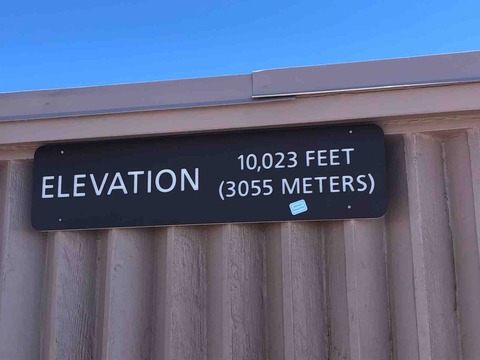 ELEVATION 10,023 FEET
(3055 METERS)